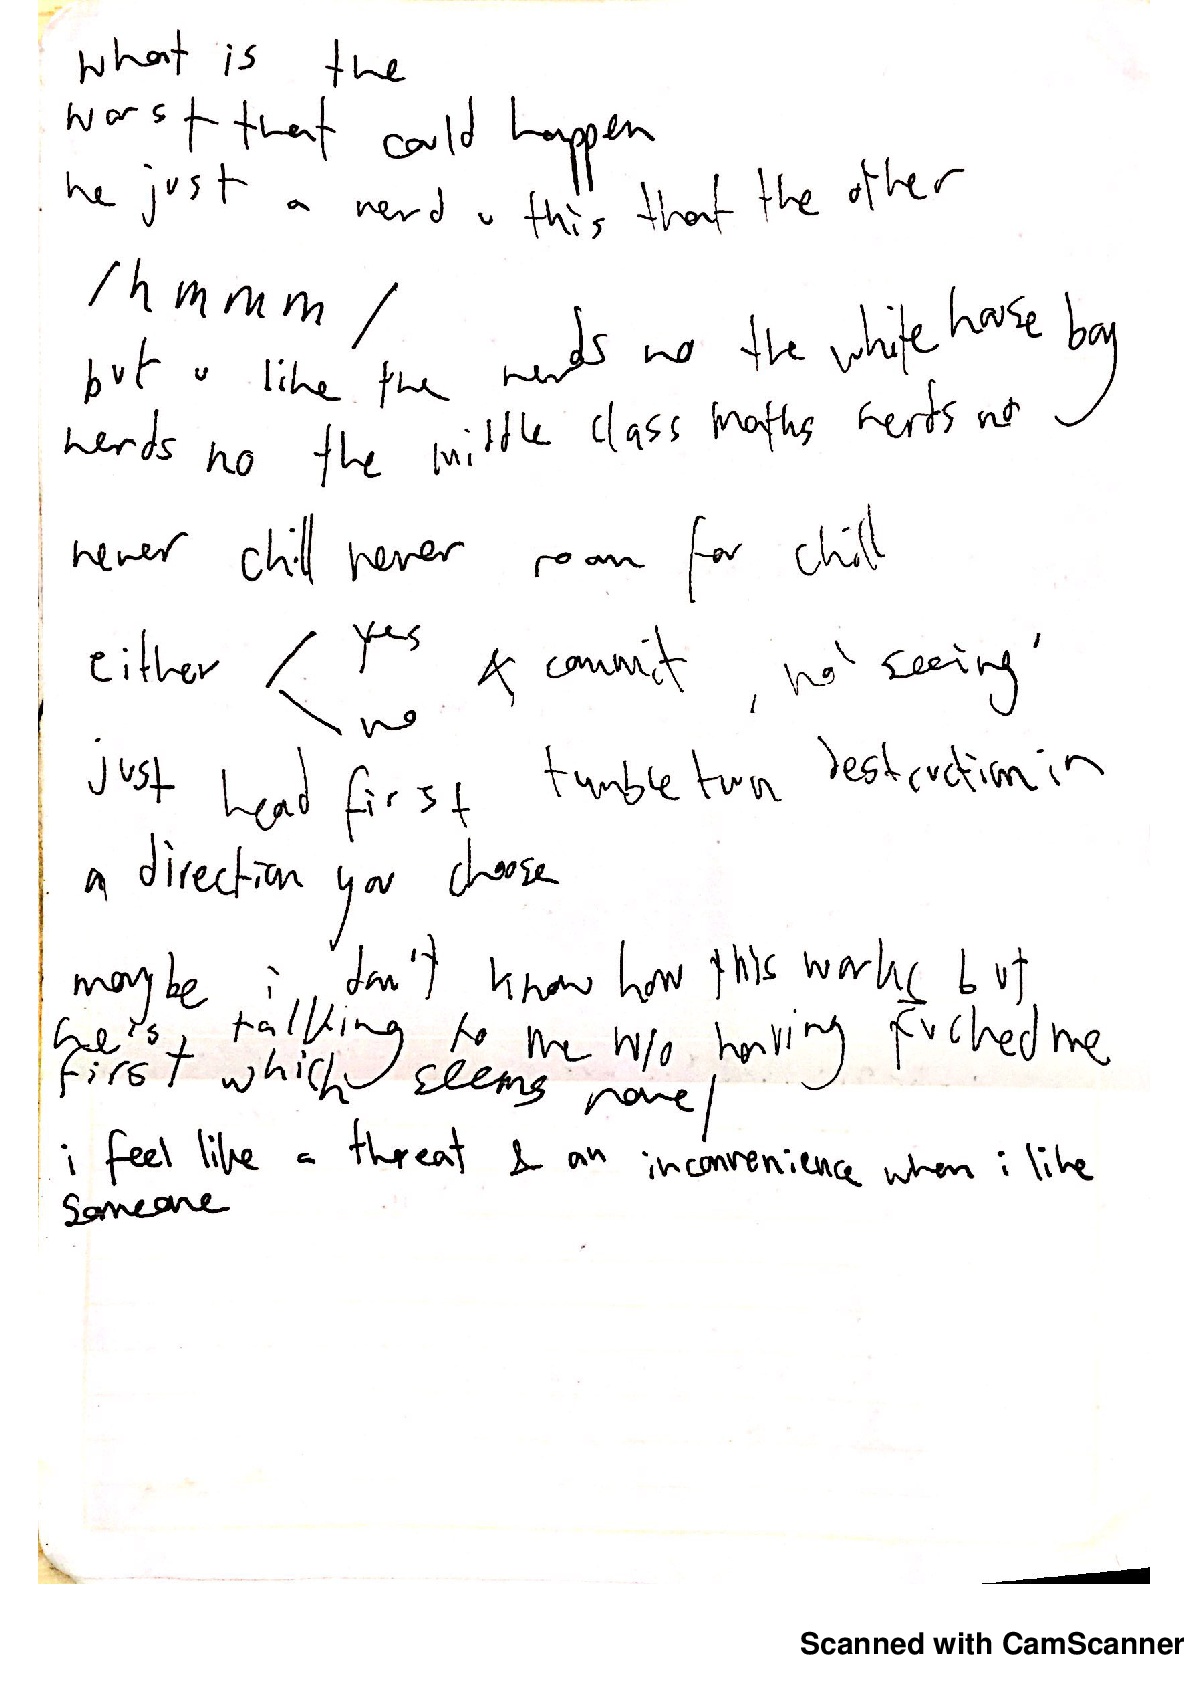 what is the
worst that could happen
he just a nerd u this that the other
/hmmm/
but u like the nerds no the white house boy
nerds no the middle class maths nerds no
never chill never room for chill
either < yes & commit, no 'seeing'
no
just head first tumble turn destruction in
a direction you choose
maybe i don't know how this works but
he is, tallking to me w/o having fucked me
first which seems novel
i feel like a threat & an inconvenience when i like
someone
Scanned with CamScanner